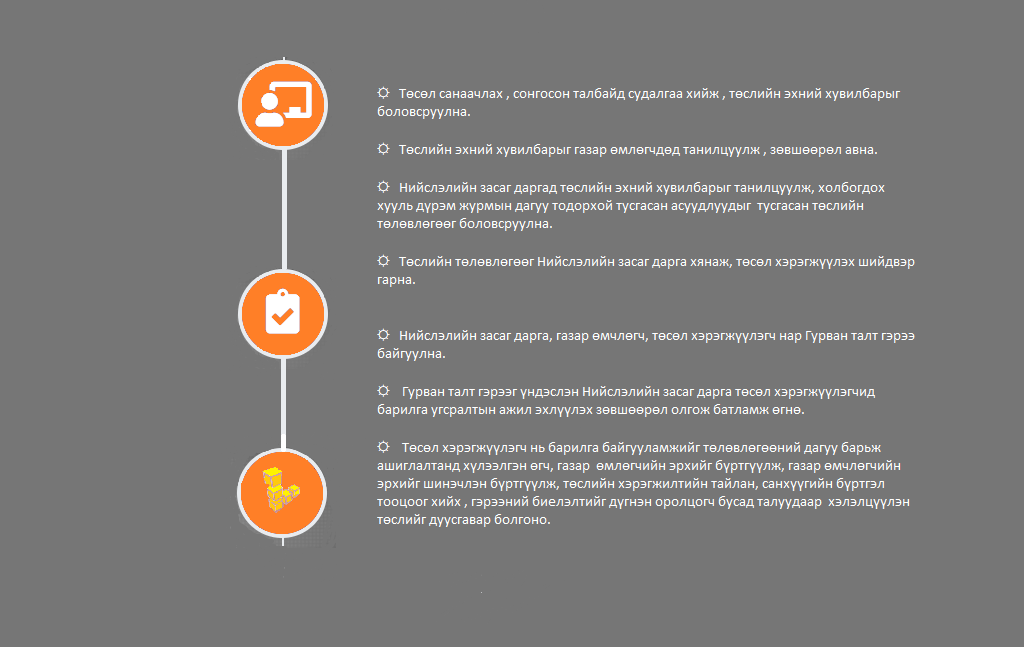 ☼ Төсөл санаачлах , сонгосон талбайд судалгаа хийж , төслийн эхний хувилбарыг
боловсруулна.
☼ Төслийн эхний хувилбарыг газар өмлөгчдөд танилцуулж , зөвшөөрөл авна.
☼ Нийслэлийн засаг даргад төслийн эхний хувилбарыг танилцуулж, холбогдох
хууль дүрэм журмын дагуу тодорхой тусгасан асуудлуудыг тусгасан төслийн
төлөвлөгөөг боловсруулна.
☼ Төслийн төлөвлөгөөг Нийслэлийн засаг дарга хянаж, төсөл хэрэгжүүлэх шийдвэр
гарна.
☼ Нийслэлийн засаг дарга, газар өмчлөгч, төсөл хэрэгжүүлэгч нар Гурван талт гэрээ
байгуулна.
☼ Гурван талт гэрээг үндэслэн Нийслэлийн засаг дарга төсөл хэрэгжүүлэгчид
барилга угсралтын ажил эхлүүлэх зөвшөөрөл олгож батламж өгнө.
☼ Төсөл хэрэгжүүлэгч нь барилга байгууламжийг төлөвлөгөөний дагуу барьж
ашиглалтанд хүлээлгэн өгч, газар өмлөгчийн эрхийг бүртгүүлж, газар өмчлөгчийн
эрхийг шинэчлэн бүртгүүлж, төслийн хэрэгжилтийн тайлан, санхүүгийн бүртгэл
тооцоог хийх , гэрээний биелэлтийг дүгнэн оролцогч бусад талуудаар хэлэлцүүлэн
төслийг дуусгавар болгоно.